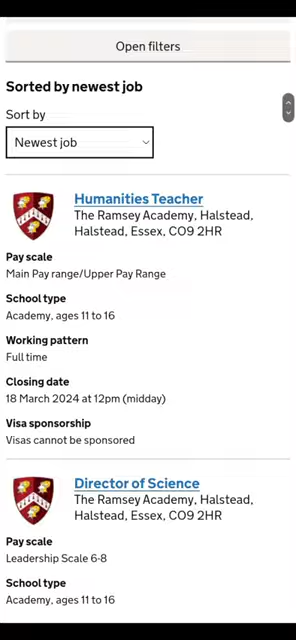 Open filters
Sorted by newest job
Sort by
Newest job
Humanities Teacher
The Ramsey Academy, Halstead,
Halstead, Essex, CO9 2HR
Pay scale
Main Pay range/Upper Pay Range
School type
Academy, ages 11 to 16
Working pattern
Full time
Closing date
18 March 2024 at 12pm (midday)
Visa sponsorship
Visas cannot be sponsored
Director of Science
The Ramsey Academy, Halstead,
Halstead, Essex, CO9 2HR
Pay scale
Leadership Scale 6-8
School type
Academy, ages 11 to 16